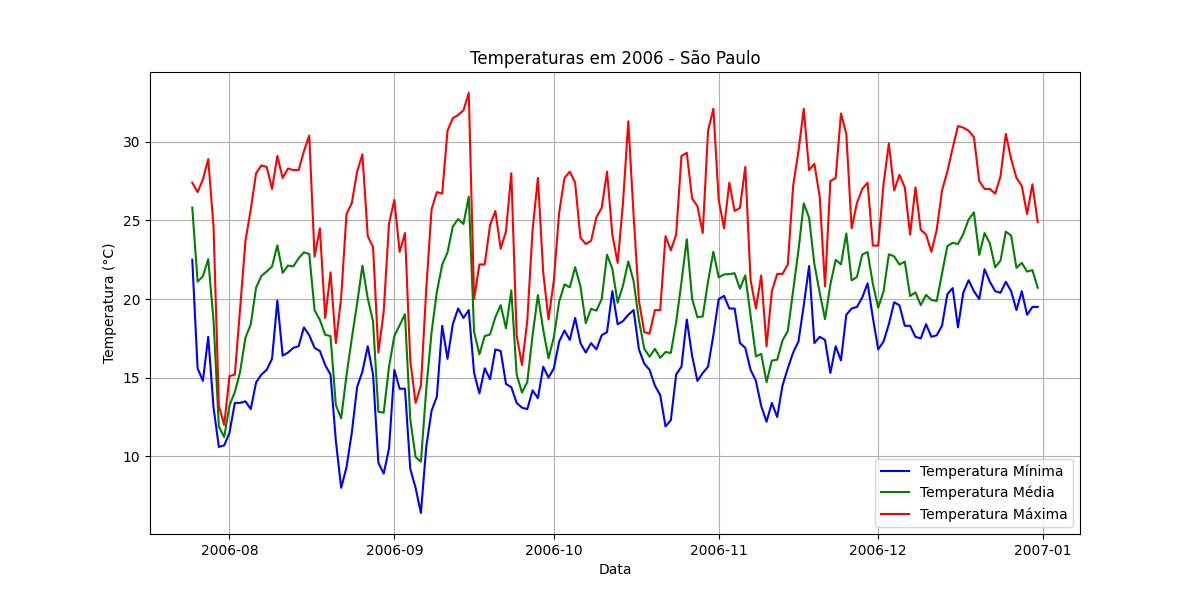 Temperaturas em 2006 - São Paulo
Temperatura (°C)
30
25
20
15
10
Temperatura Mínima
Temperatura Média
Temperatura Máxima
2006-08
2006-09
2006-10
2006-11
2006-12
2007-01
Data